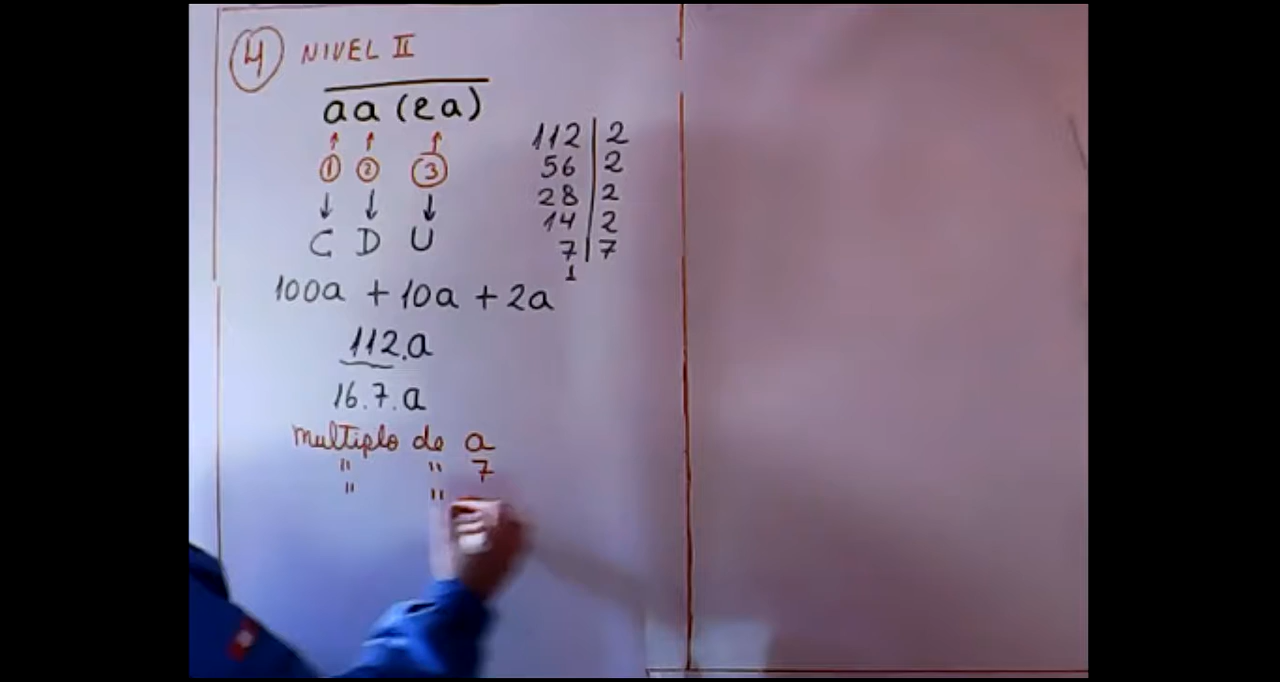 4 NIVEL II
aa (2a)
1 2 3
C D U
112 | 2
56 | 2
28 | 2
14 | 2
7 | 7
1
100a + 10a + 2a
112.a
16.7.a
Multiplo de a
" " 7
" "